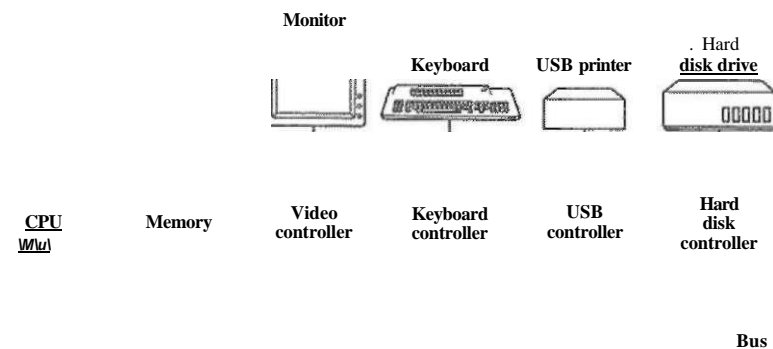 Monitor
Keyboard
USB printer
. Hard
disk drive
CPU
Memory
Video
controller
Keyboard
controller
USB
controller
Hard
disk
controller
Bus